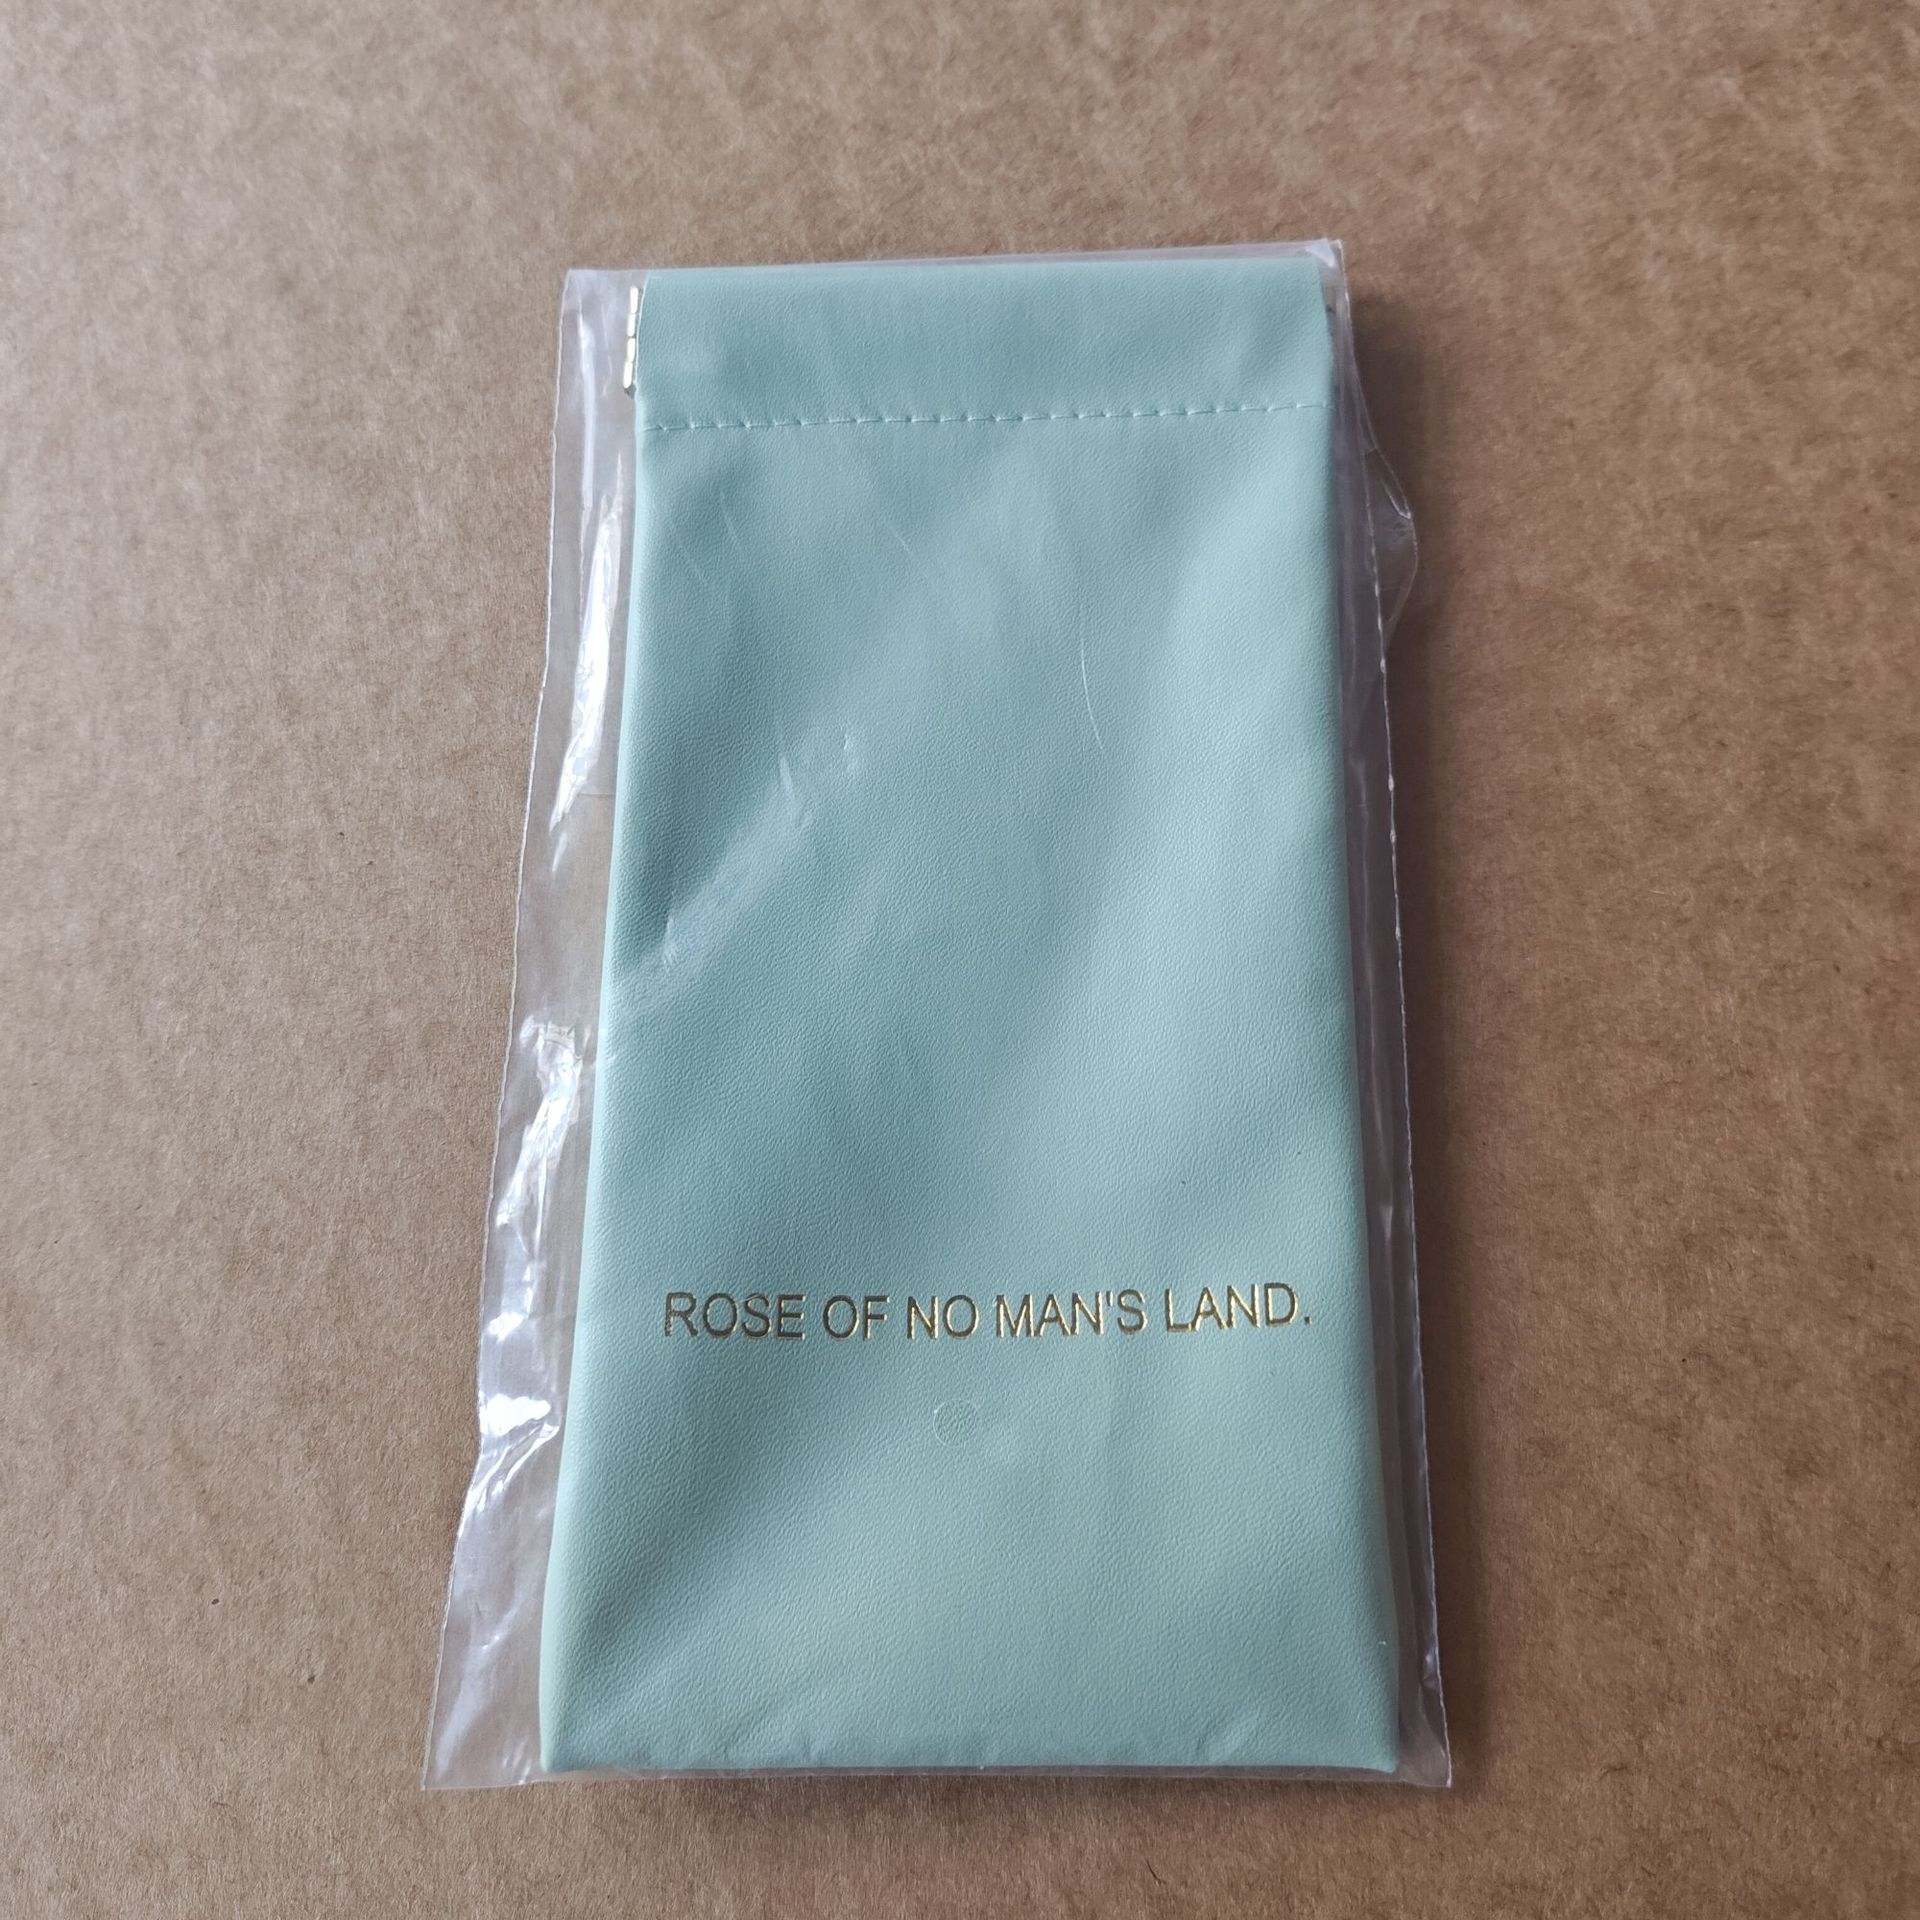 ROSE OF NO MAN'S LAND.